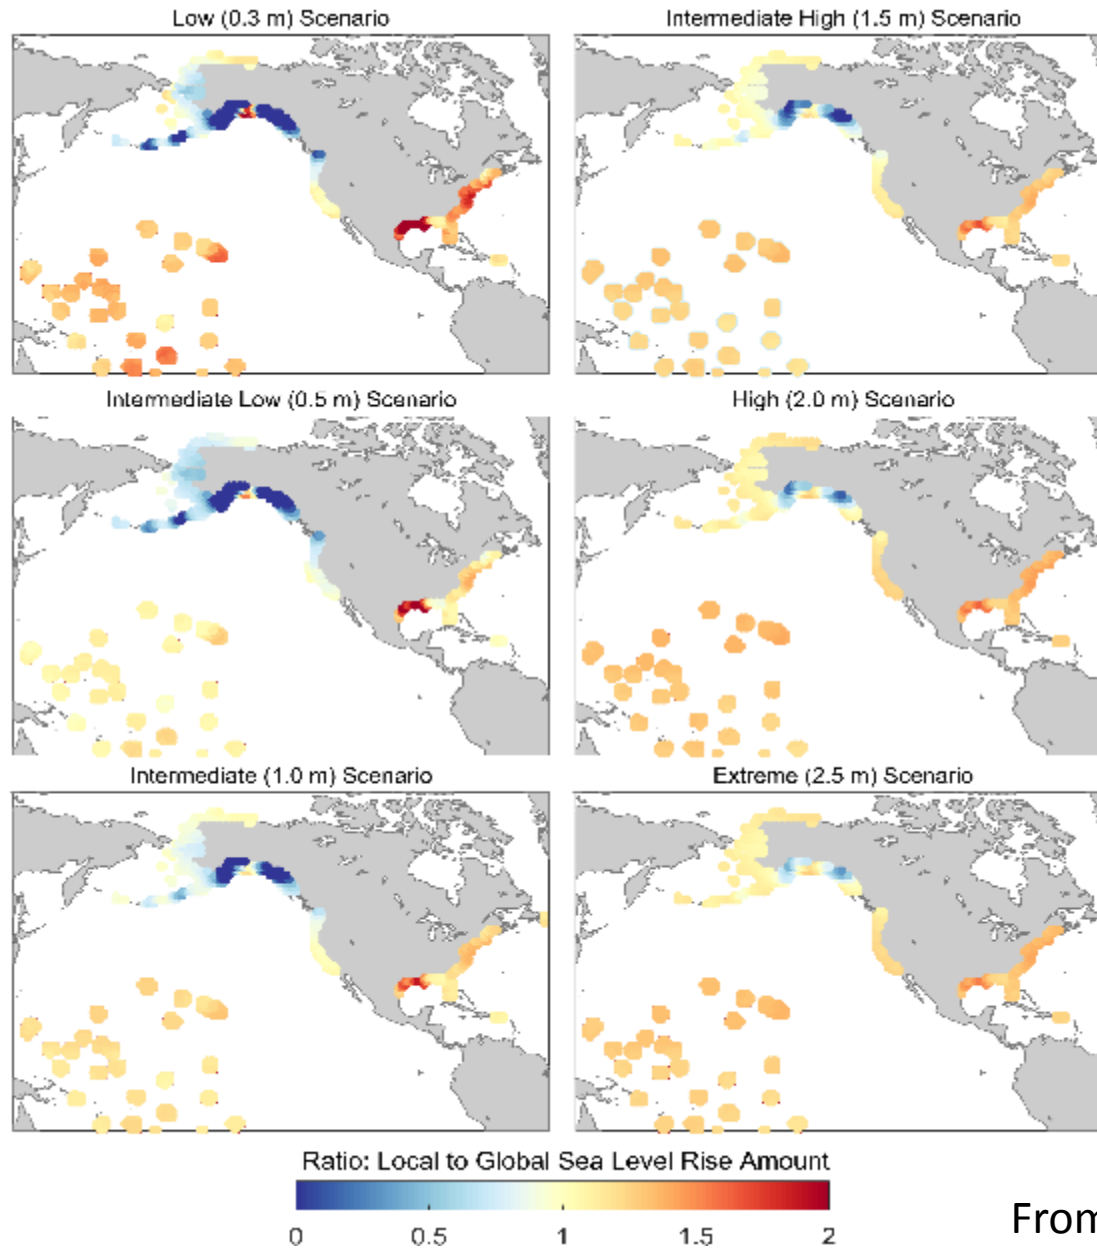 Low (0.3 m) Scenario
Intermediate High (1.5 m) Scenario
Intermediate Low (0.5 m) Scenario
High (2.0 m) Scenario
Intermediate (1.0 m) Scenario
Extreme (2.5 m) Scenario
Ratio: Local to Global Sea Level Rise Amount
0 0.5 1 1.5 2
From